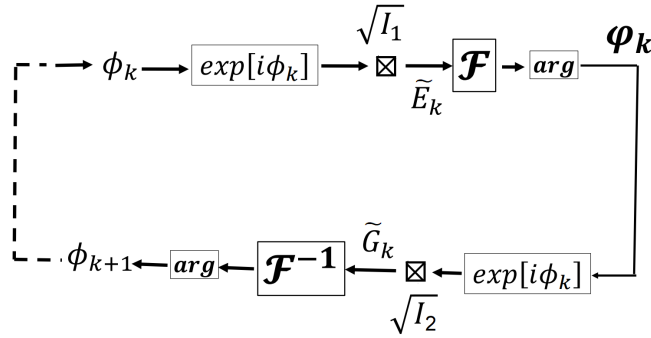 √I₁
ϕₖ exp[iϕₖ] ⊠ 𝓕 arg 𝝋ₖ
Ẽₖ
G̃ₖ
ϕₖ₊₁ arg 𝓕⁻¹ ⊠ exp[iϕₖ]
√I₂